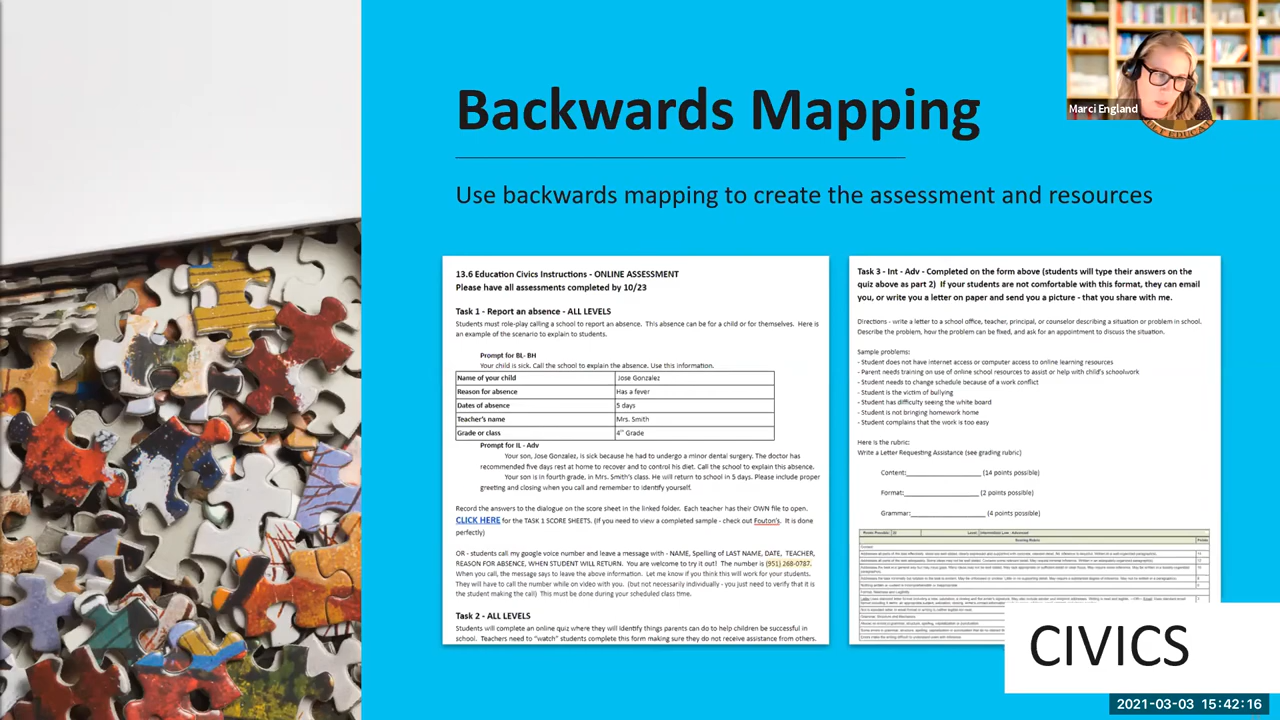 Backwards Mapping
Marci England
ULT EDUCAT
Use backwards mapping to create the assessment and resources
13.6 Education Civics Instructions - ONLINE ASSESSMENT
Please have all assessments completed by 10/23
Task 1 - Report an absence - ALL LEVELS
Students must role-play calling a school to report an absence. This absence can be for a child or for themselves. Here is
an example of the scenario to explain to students.
Prompt for BL- BH
Your child is sick. Call the school to explain the absence. Use this information.
Name of your child Jose Gonzalez
Reason for absence Has a fever
Dates of absence 5 days
Teacher's name Mrs. Smith
Grade or class 4th Grade
Prompt for IL - Adv
Your son, Jose Gonzalez, is sick because he had to undergo a minor dental surgery. The doctor has
recommended five days rest at home to recover and to control his diet. Call the school to explain this absence.
Your son is in fourth grade, in Mrs. Smith's class. He will return to school in 5 days. Please include proper
greeting and closing when you call and remember to identify yourself.
Record the answers to the dialogue on the score sheet in the linked folder. Each teacher has their OWN file to open.
CLICK HERE for the TASK 1 SCORE SHEETS. (If you need to view a completed sample - check out Fouton's. It is done
perfectly)
OR - students call my google voice number and leave a message with - NAME, Spelling of LAST NAME, DATE, TEACHER,
REASON FOR ABSENCE, WHEN STUDENT WILL RETURN. You are welcome to try it out! The number is (951) 268-0787.
When you call, the message says to leave the above information. Let me know if you think this will work for your students.
They will have to call the number while on video with you. (but not necessarily individually - you just need to verify that it is
the student making the call) This must be done during your scheduled class time.
Task 2 - ALL LEVELS
Students will complete an online quiz where they will identify things parents can do to help children be successful in
school. Teachers need to "watch" students complete this form making sure they do not receive assistance from others.
Task 3 - Int - Adv - Completed on the form above (students will type their answers on the
quiz above as part 2) If your students are not comfortable with this format, they can email
you, or write you a letter on paper and send you a picture - that you share with me.
Directions - write a letter to a school office, teacher, principal, or counselor describing a situation or problem in school.
Describe the problem, how the problem can be fixed, and ask for an appointment to discuss the situation.
Sample problems:
- Student does not have internet access or computer access to online learning resources
- Parent needs training on use of online school resources to assist or help with child's schoolwork
- Student needs to change schedule because of a work conflict
- Student is the victim of bullying
- Student has difficulty seeing the white board
- Student is not bringing homework home
- Student complains that the work is too easy
Here is the rubric:
Write a Letter Requesting Assistance (see grading rubric)
Content:____________________ (14 points possible)
Format:____________________ (2 points possible)
Grammar:____________________ (4 points possible)
Scoring Rubric Points
CIVICS
2021-03-03 15:42:16